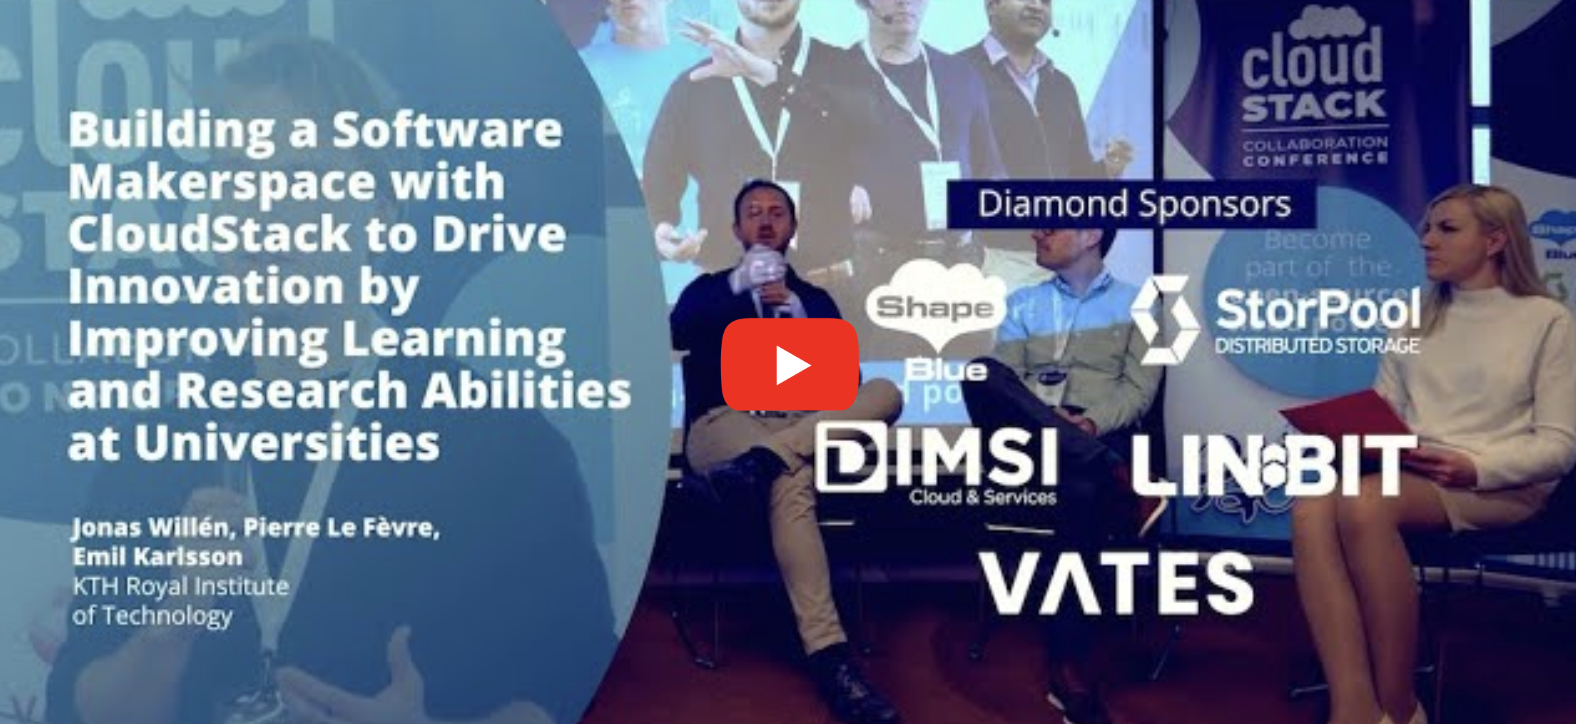 Building a Software
Makerspace with
CloudStack to Drive
Innovation by
Improving Learning
and Research Abilities
at Universities
Jonas Willén, Pierre Le Fèvre,
Emil Karlsson
KTH Royal Institute
of Technology
cloud
STACK
COLLABORATION
CONFERENCE
Diamond Sponsors
Become
part of the
Shape
Blue
StorPool
DISTRIBUTED STORAGE
DIMSI
Cloud & Services
LINBIT
VATES